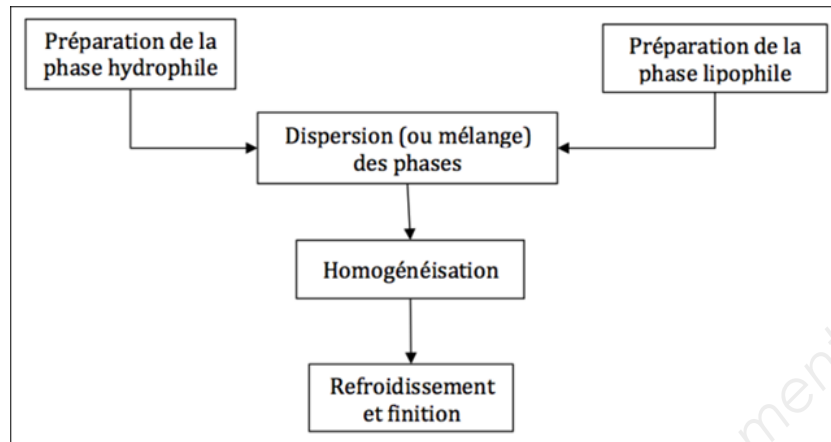 Préparation de la
phase hydrophile
Préparation de la
phase lipophile
Dispersion (ou mélange)
des phases
Homogénéisation
Refroidissement
et finition